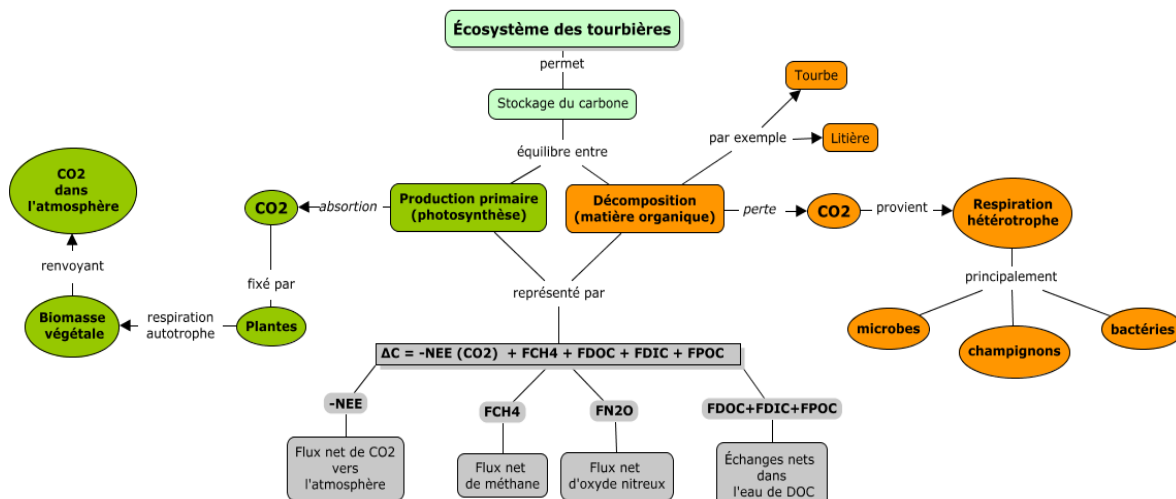 Écosystème des tourbières
permet
Stockage du carbone
équilibre entre
Tourbe
par exemple
Litière
CO2
dans
l'atmosphère
CO2
absortion
Production primaire
(photosynthèse)
Décomposition
(matière organique)
perte
CO2
provient
Respiration
hétérotrophe
renvoyant
fixé par
représenté par
principalement
Biomasse
végétale
respiration
autotrophe
Plantes
microbes
champignons
bactéries
ΔC = -NEE (CO2) + FCH4 + FDOC + FDIC + FPOC
-NEE
FCH4
FN2O
FDOC+FDIC+FPOC
Flux net de CO2
vers
l'atmosphère
Flux net
de méthane
Flux net
d'oxyde nitreux
Échanges nets
dans
l'eau de DOC